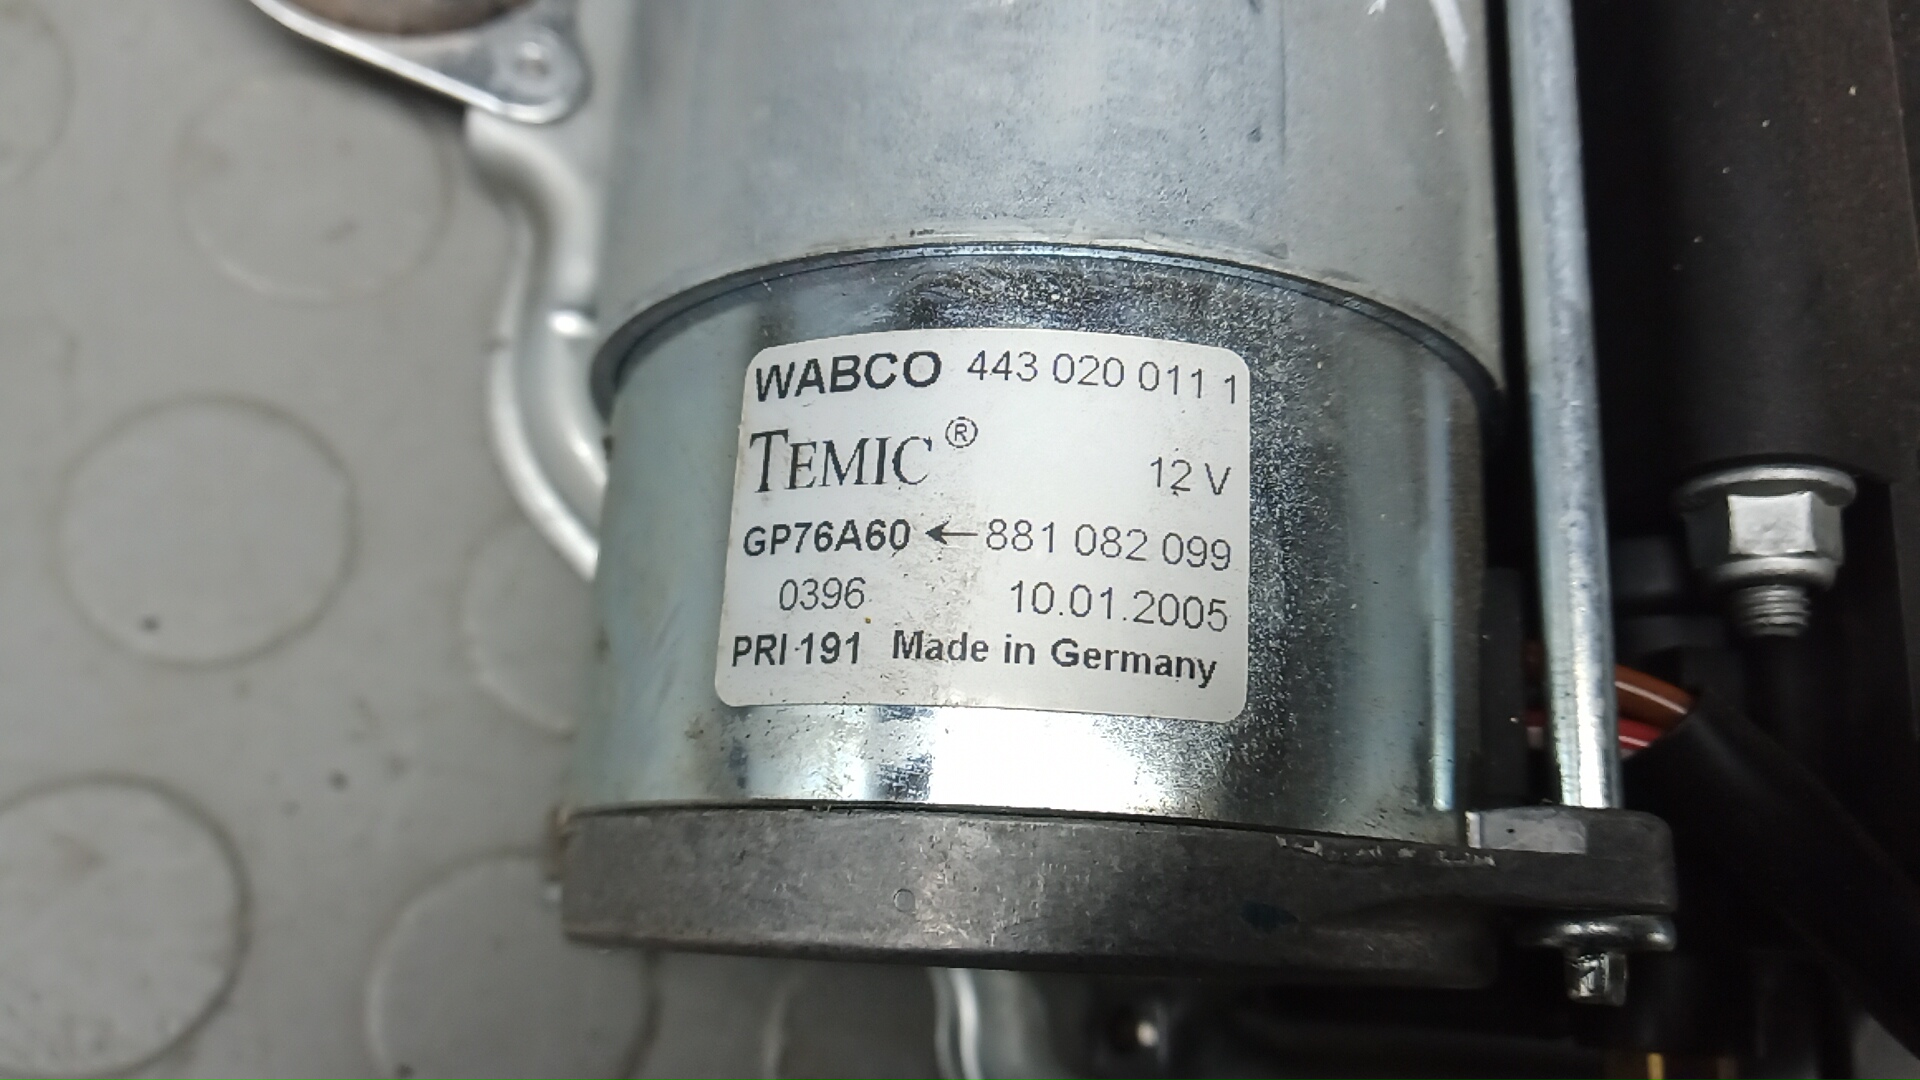 WABCO 443 020 011 1
TEMIC®
12 V
GP76A60 ← 881 082 099
0396 10.01.2005
PRI 191 Made in Germany